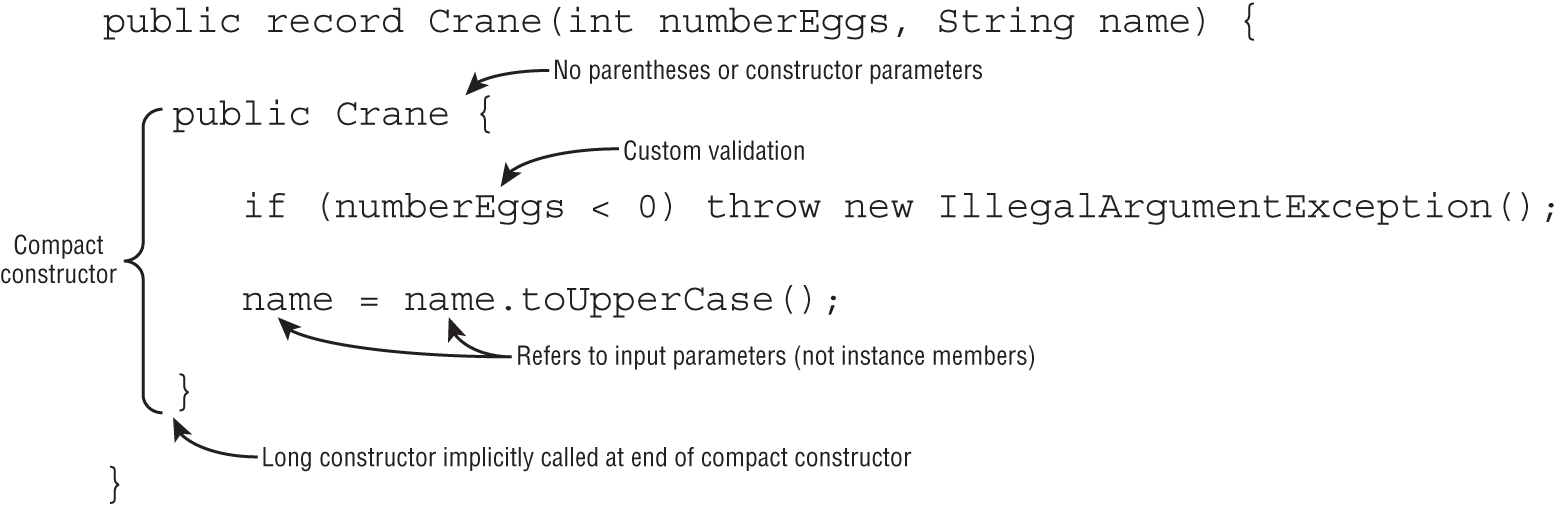 public record Crane(int numberEggs, String name) {
No parentheses or constructor parameters
public Crane {
Custom validation
if (numberEggs < 0) throw new IllegalArgumentException();
Compact
constructor
name = name.toUpperCase();
Refers to input parameters (not instance members)
}
Long constructor implicitly called at end of compact constructor
}